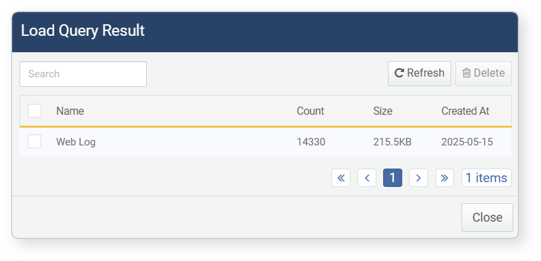 Load Query Result
Search
Refresh Delete
Name Count Size Created At
Web Log 14330 215.5KB 2025-05-15
« ‹ 1 › » 1 items
Close